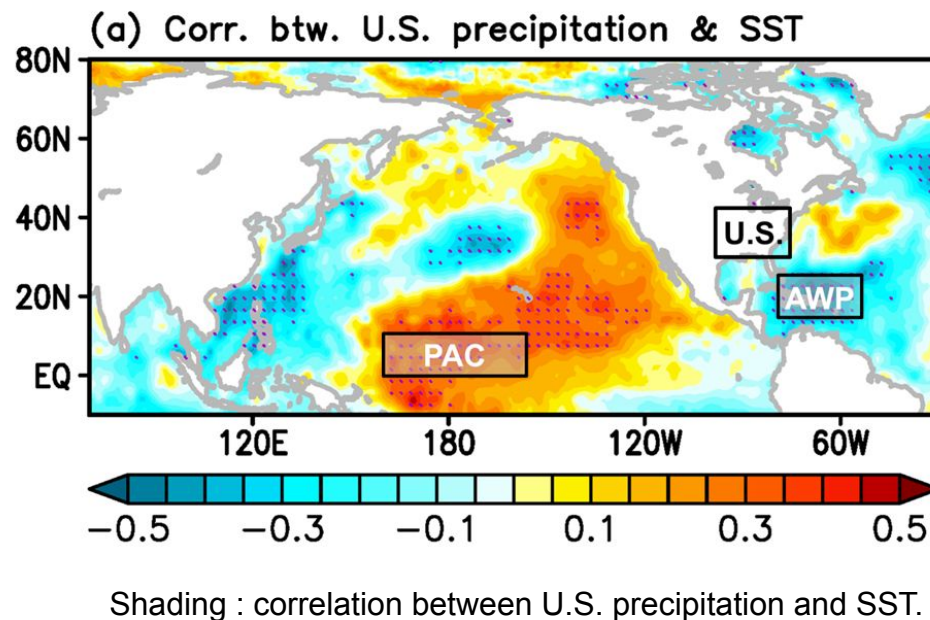 (a) Corr. btw. U.S. precipitation & SST
80N
60N
40N
U.S.
20N
AWP
PAC
EQ
120E 180 120W 60W
−0.5 −0.3 −0.1 0.1 0.3 0.5
Shading : correlation between U.S. precipitation and SST.